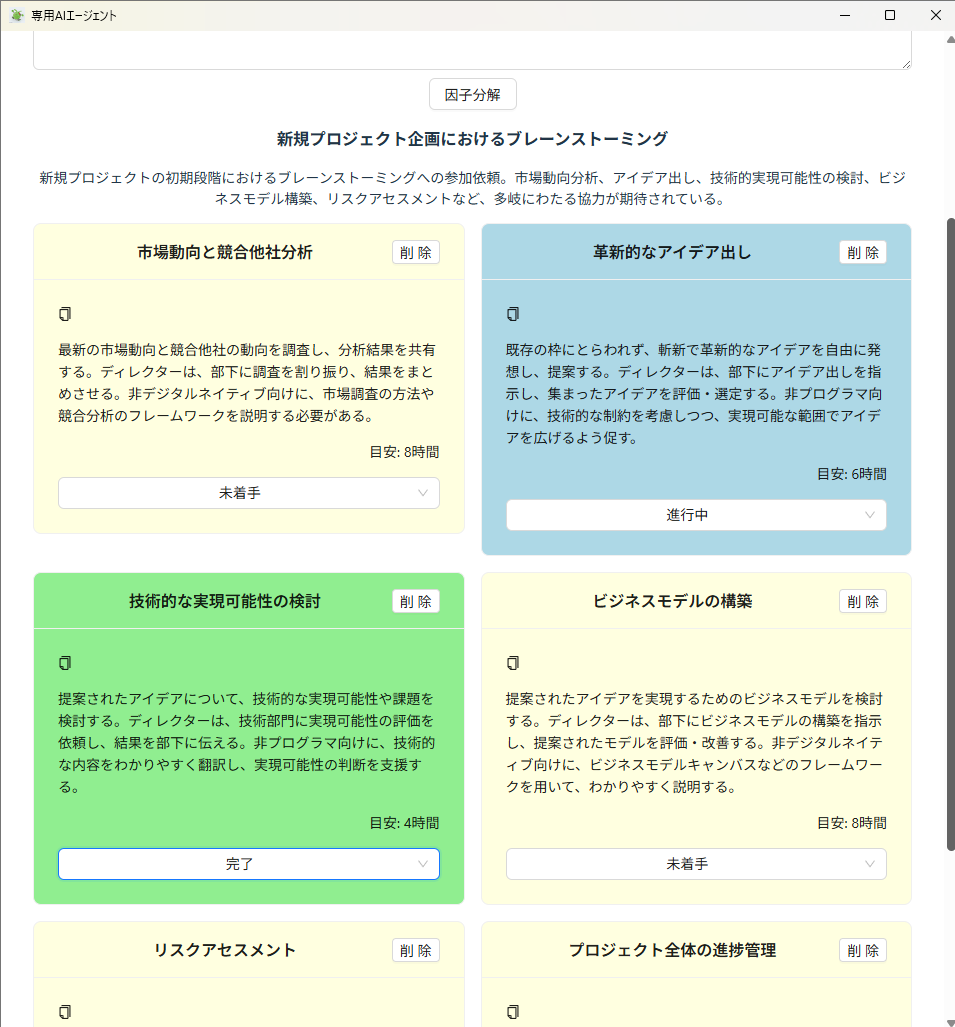 専用AIエージェント
因子分解
新規プロジェクト企画におけるブレーンストーミング
新規プロジェクトの初期段階におけるブレーンストーミングへの参加依頼。市場動向分析、アイデア出し、技術的実現可能性の検討、ビジ
ネスモデル構築、リスクアセスメントなど、多岐にわたる協力が期待されている。
市場動向と競合他社分析
削 除
最新の市場動向と競合他社の動向を調査し、分析結果を共有
する。ディレクターは、部下に調査を割り振り、結果をまと
めさせる。非デジタルネイティブ向けに、市場調査の方法や
競合分析のフレームワークを説明する必要がある。
目安: 8時間
未着手
革新的なアイデア出し
削 除
既存の枠にとらわれず、斬新で革新的なアイデアを自由に発
想し、提案する。ディレクターは、部下にアイデア出しを指
示し、集まったアイデアを評価・選定する。非プログラマ向
けに、技術的な制約を考慮しつつ、実現可能な範囲でアイデ
アを広げるよう促す。
目安: 6時間
進行中
技術的な実現可能性の検討
削 除
提案されたアイデアについて、技術的な実現可能性や課題を
検討する。ディレクターは、技術部門に実現可能性の評価を
依頼し、結果を部下に伝える。非プログラマ向けに、技術的
な内容をわかりやすく翻訳し、実現可能性の判断を支援す
る。
目安: 4時間
完了
ビジネスモデルの構築
削 除
提案されたアイデアを実現するためのビジネスモデルを検討
する。ディレクターは、部下にビジネスモデルの構築を指示
し、提案されたモデルを評価・改善する。非デジタルネイテ
ィブ向けに、ビジネスモデルキャンバスなどのフレームワー
クを用いて、わかりやすく説明する。
目安: 8時間
未着手
リスクアセスメント
削 除
プロジェクト全体の進捗管理
削 除